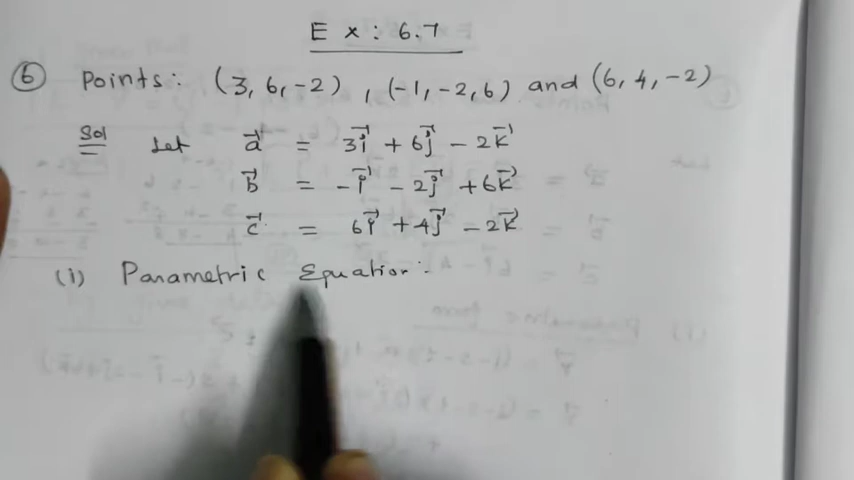 Ex: 6.7
⑥ Points: (3, 6, -2), (-1, -2, 6) and (6, 4, -2)
Sol Let a⃗ = 3i⃗ + 6j⃗ - 2k⃗
b⃗ = -i⃗ - 2j⃗ + 6k⃗
c⃗ = 6i⃗ + 4j⃗ - 2k⃗
(i) Parametric Equation: